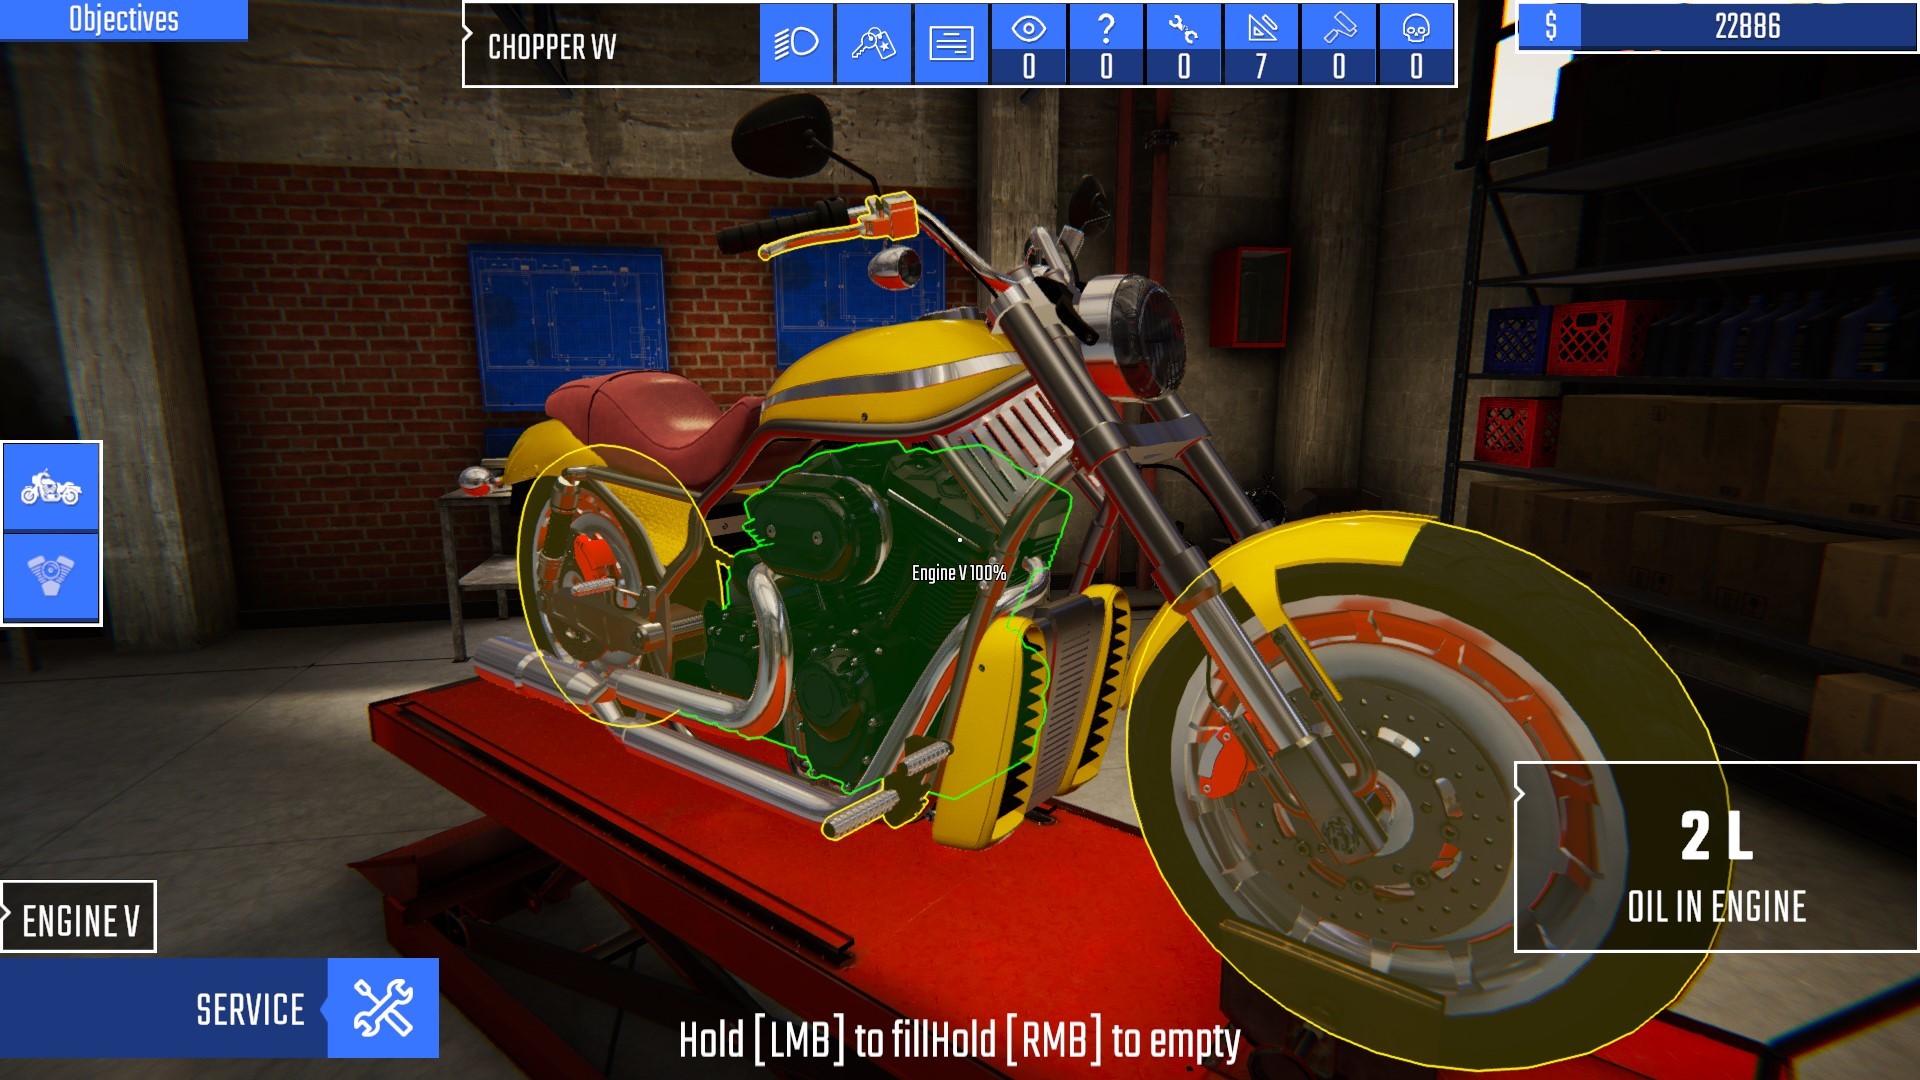 Objectives
CHOPPER VV
0
?
0
0
7
0
0
$
22886
Engine V 100%
2 L
OIL IN ENGINE
ENGINE V
SERVICE
Hold [LMB] to fillHold [RMB] to empty